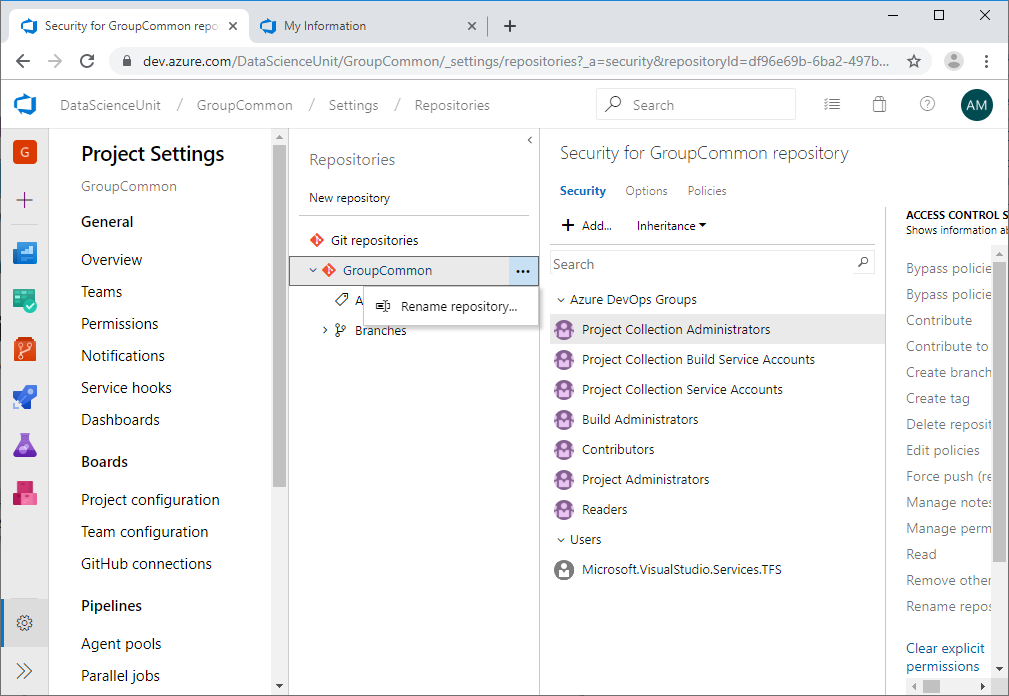 Security for GroupCommon repo
My Information
dev.azure.com/DataScienceUnit/GroupCommon/_settings/repositories?_a=security&repositoryId=df96e69b-6ba2-497b...
DataScienceUnit / GroupCommon / Settings / Repositories
Search
AM
G
Project Settings
GroupCommon
General
Overview
Teams
Permissions
Notifications
Service hooks
Dashboards
Boards
Project configuration
Team configuration
GitHub connections
Pipelines
Agent pools
Parallel jobs
Repositories
New repository
Git repositories
GroupCommon
...
A
Rename repository...
Branches
Security for GroupCommon repository
Security
Options
Policies
+ Add...
Inheritance
Search
Azure DevOps Groups
Project Collection Administrators
Project Collection Build Service Accounts
Project Collection Service Accounts
Build Administrators
Contributors
Project Administrators
Readers
Users
Microsoft.VisualStudio.Services.TFS
ACCESS CONTROL S
Shows information ab
Bypass policie
Bypass policie
Contribute
Contribute to
Create branch
Create tag
Delete reposit
Edit policies
Force push (re
Manage notes
Manage perm
Read
Remove other
Rename repos
Clear explicit
permissions